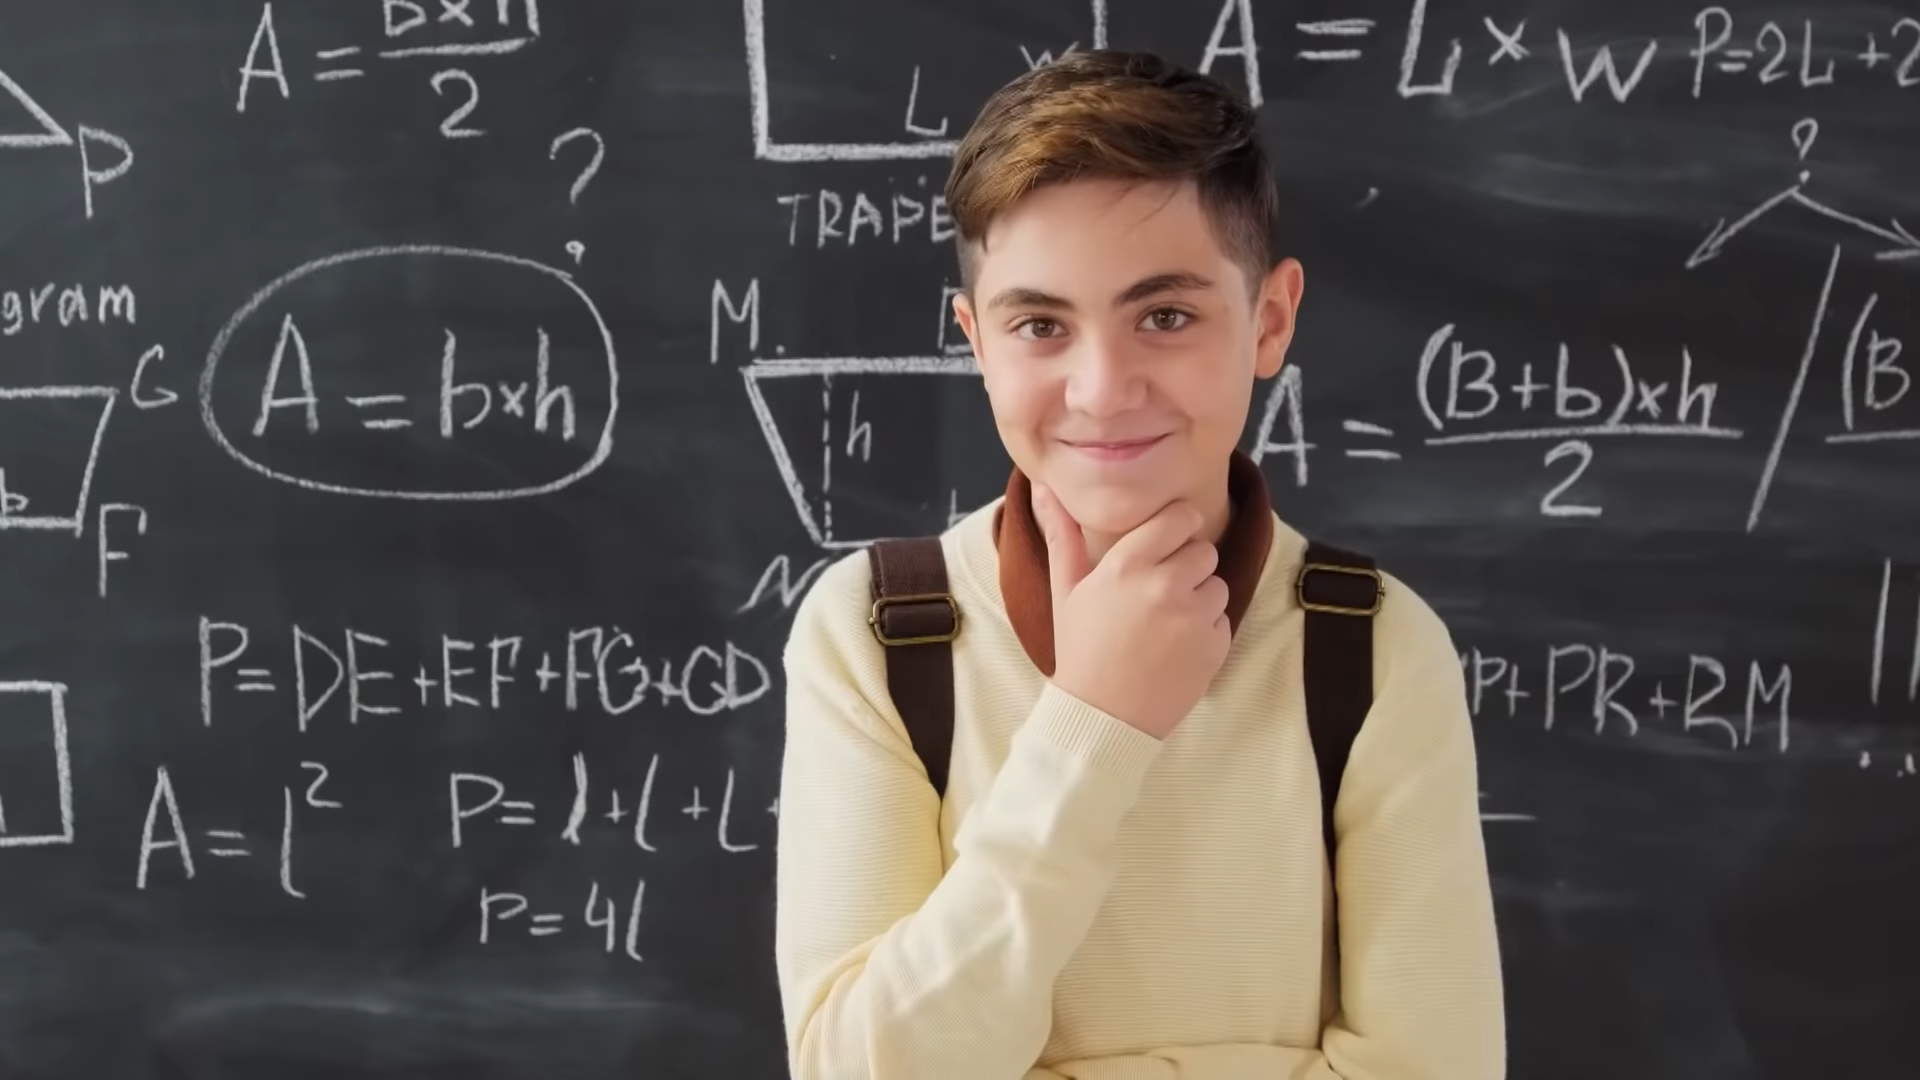 A = b×h / 2
L
W
A = L × W
P=2L+2
P
?
?
TRAPE
gram
A = b×h
G
F
b
M
h
N
A = (B+b)×h / 2
(B
P=DE+EF+FG+GD
P+PR+RM
!!
A = l²
P= l+l+L
P=4l